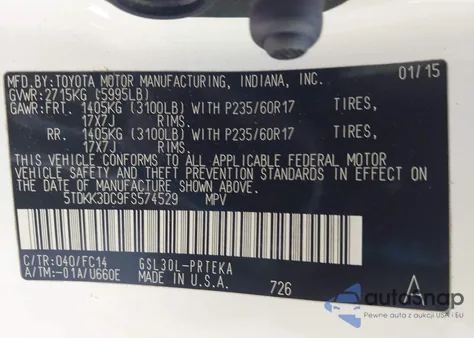 MFD.BY:TOYOTA MOTOR MANUFACTURING, INDIANA, INC. 01/15
GVWR:2715KG (5995LB)
GAWR:FRT. 1405KG (3100LB) WITH P235/60R17 TIRES,
17X7J RIMS.
RR. 1405KG (3100LB) WITH P235/60R17 TIRES,
17X7J RIMS.
THIS VEHICLE CONFORMS TO ALL APPLICABLE FEDERAL MOTOR
VEHICLE SAFETY AND THEFT PREVENTION STANDARDS IN EFFECT ON
THE DATE OF MANUFACTURE SHOWN ABOVE.
5TDKK3DC9FS574529 MPV
C/TR:040/FC14 GSL30L-PRTEKA
A/TM:-01A/U660E MADE IN U.S.A. 726
autosnap
Pewne auta z aukcji USA i EU